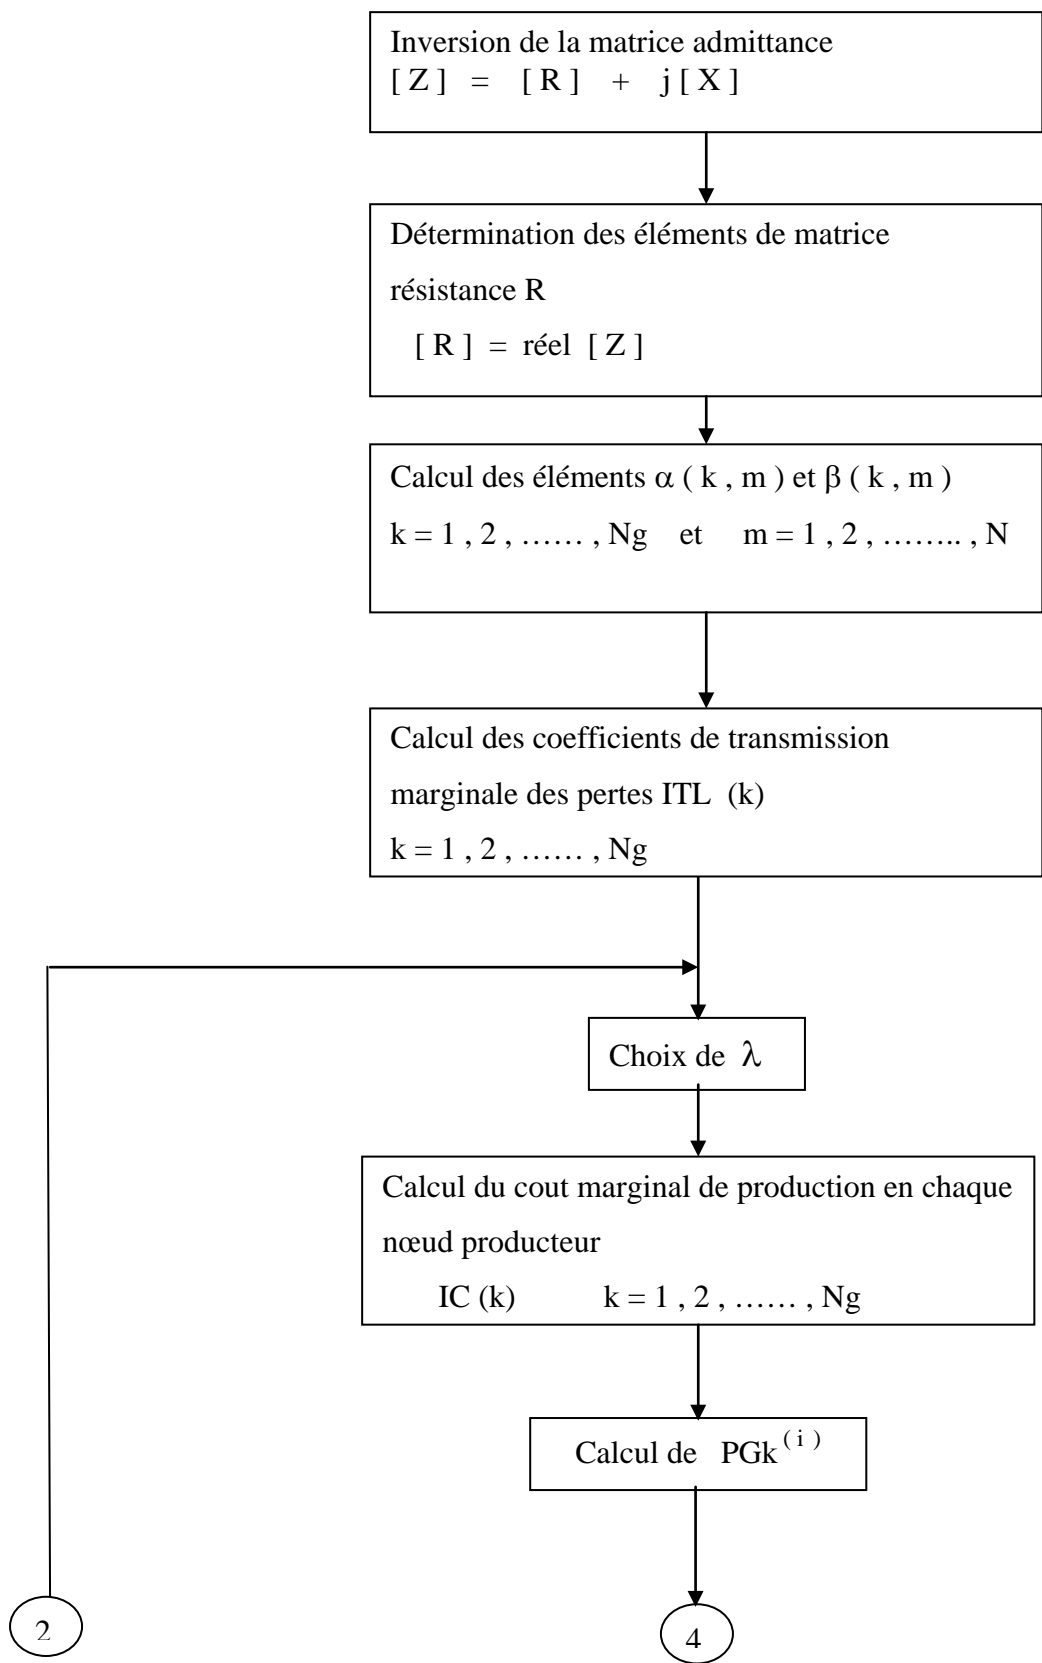 Inversion de la matrice admittance
[ Z ] = [ R ] + j [ X ]
Détermination des éléments de matrice
résistance R
[ R ] = réel [ Z ]
Calcul des éléments α ( k , m ) et β ( k , m )
k = 1 , 2 , …… , Ng et m = 1 , 2 , …….. , N
Calcul des coefficients de transmission
marginale des pertes ITL (k)
k = 1 , 2 , …… , Ng
Choix de λ
Calcul du cout marginal de production en chaque
nœud producteur
IC (k) k = 1 , 2 , …… , Ng
Calcul de PGk ( i )
2
4